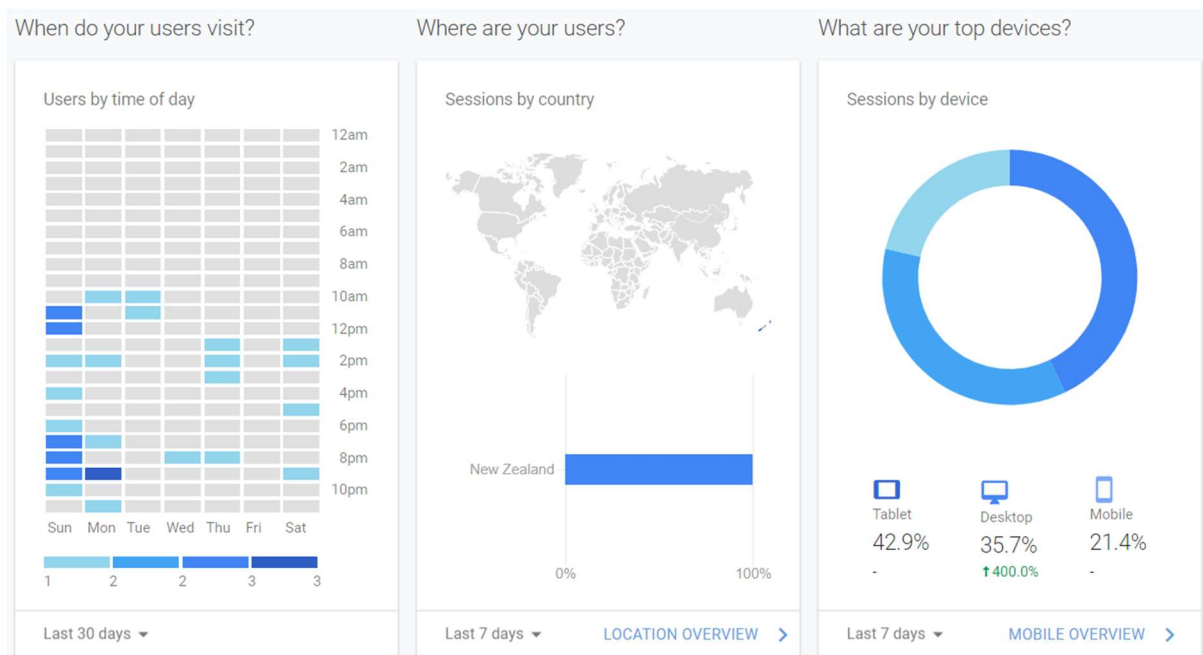 When do your users visit?
Users by time of day
12am
2am
4am
6am
8am
10am
12pm
2pm
4pm
6pm
8pm
10pm
Sun Mon Tue Wed Thu Fri Sat
1 2 2 3 3
Last 30 days
Where are your users?
Sessions by country
New Zealand
0% 100%
Last 7 days LOCATION OVERVIEW
What are your top devices?
Sessions by device
Tablet Desktop Mobile
42.9% 35.7% 21.4%
- 400.0% -
Last 7 days MOBILE OVERVIEW